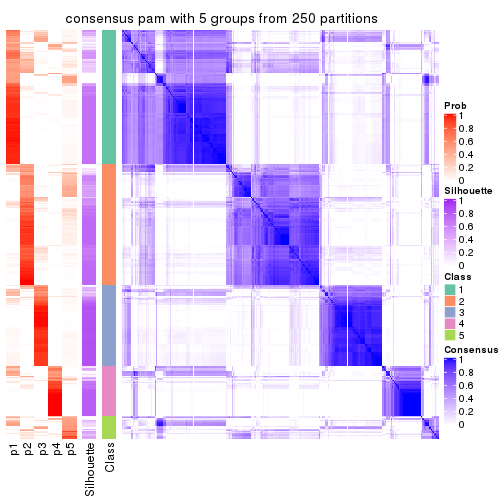 consensus pam with 5 groups from 250 partitions
Prob
1
0.8
0.6
0.4
0.2
0
Silhouette
1
0.8
0.6
0.4
0.2
0
Class
1
2
3
4
5
Consensus
1
0.8
0.6
0.4
0.2
0
p1
p2
p3
p4
p5
Silhouette
Class